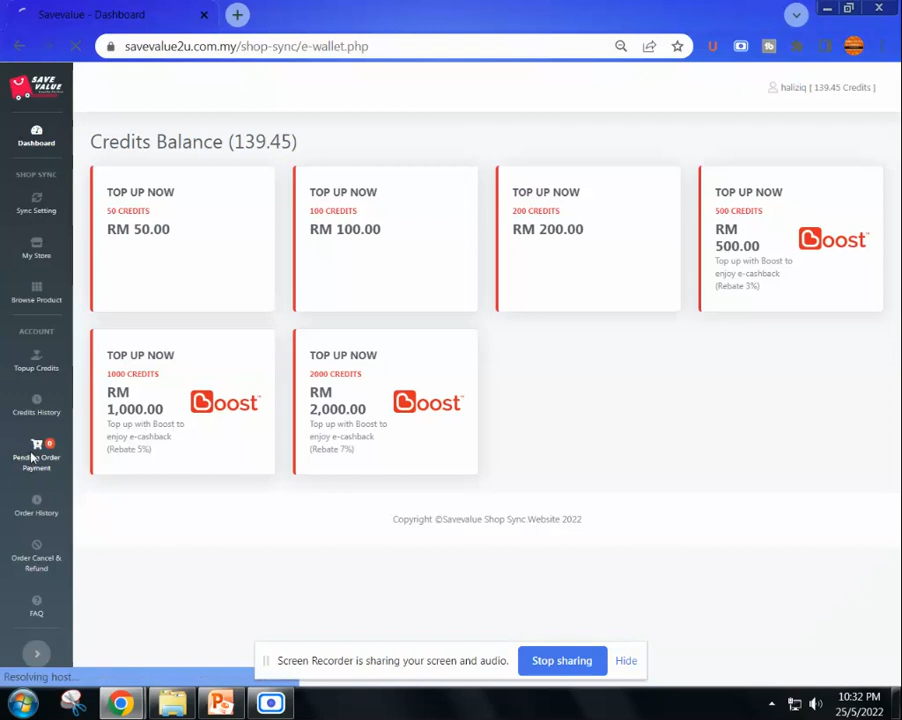 Savevalue - Dashboard
savevalue2u.com.my/shop-sync/e-wallet.php
SAVE
VALUE
haliziq [ 139.45 Credits ]
Dashboard
SHOP SYNC
Sync Setting
My Store
Browse Product
ACCOUNT
Topup Credits
Credits History
0
Pending Order
Payment
Order History
Order Cancel &
Refund
FAQ
Credits Balance (139.45)
TOP UP NOW
50 CREDITS
RM 50.00
TOP UP NOW
100 CREDITS
RM 100.00
TOP UP NOW
200 CREDITS
RM 200.00
TOP UP NOW
500 CREDITS
RM
500.00
Top up with Boost to
enjoy e-cashback
(Rebate 3%)
Boost™
TOP UP NOW
1000 CREDITS
RM
1,000.00
Top up with Boost to
enjoy e-cashback
(Rebate 5%)
Boost™
TOP UP NOW
2000 CREDITS
RM
2,000.00
Top up with Boost to
enjoy e-cashback
(Rebate 7%)
Boost™
Copyright ©Savevalue Shop Sync Website 2022
Screen Recorder is sharing your screen and audio.
Stop sharing
Hide
Resolving host...
10:32 PM
25/5/2022